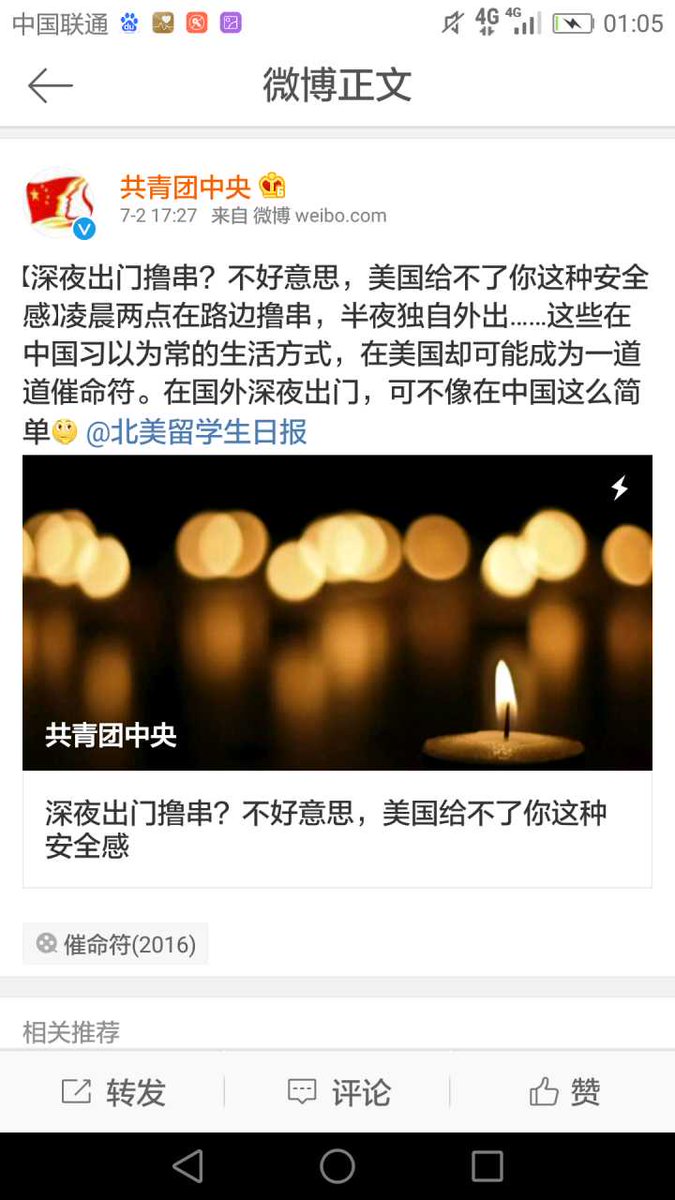 中国联通 4G 4G 01:05
微博正文
共青团中央
7-2 17:27 来自 微博 weibo.com
【深夜出门撸串？不好意思，美国给不了你这种安全
感】凌晨两点在路边撸串，半夜独自外出……这些在
中国习以为常的生活方式，在美国却可能成为一道
道催命符。在国外深夜出门，可不像在中国这么简
单 @北美留学生日报
共青团中央
深夜出门撸串？不好意思，美国给不了你这种
安全感
催命符(2016)
相关推荐
转发 评论 赞